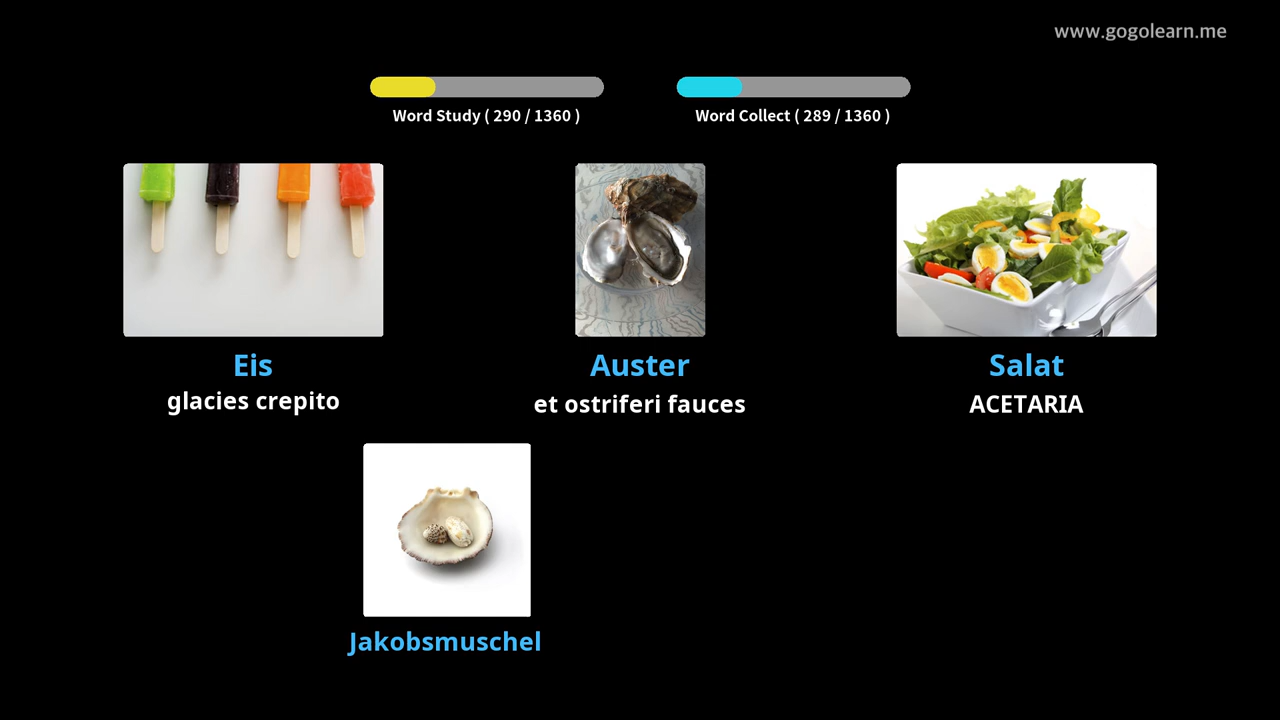 www.gogolearn.me
Word Study ( 290 / 1360 )
Word Collect ( 289 / 1360 )
Eis
glacies crepito
Auster
et ostriferi fauces
Salat
ACETARIA
Jakobsmuschel